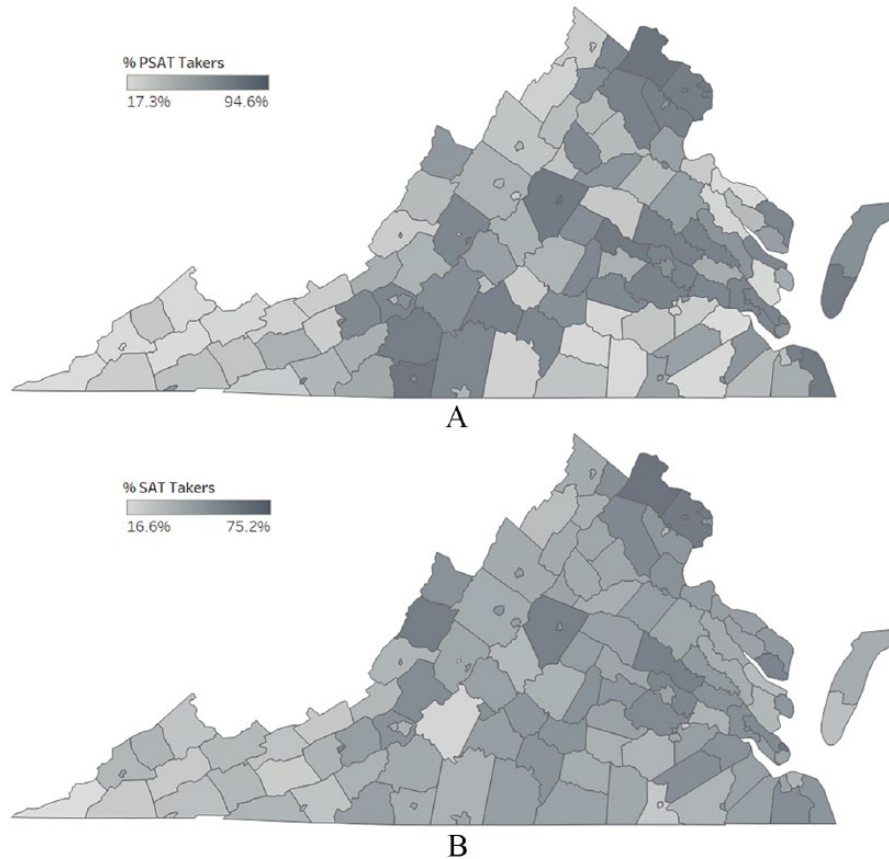 % PSAT Takers
17.3% 94.6%
A
% SAT Takers
16.6% 75.2%
B